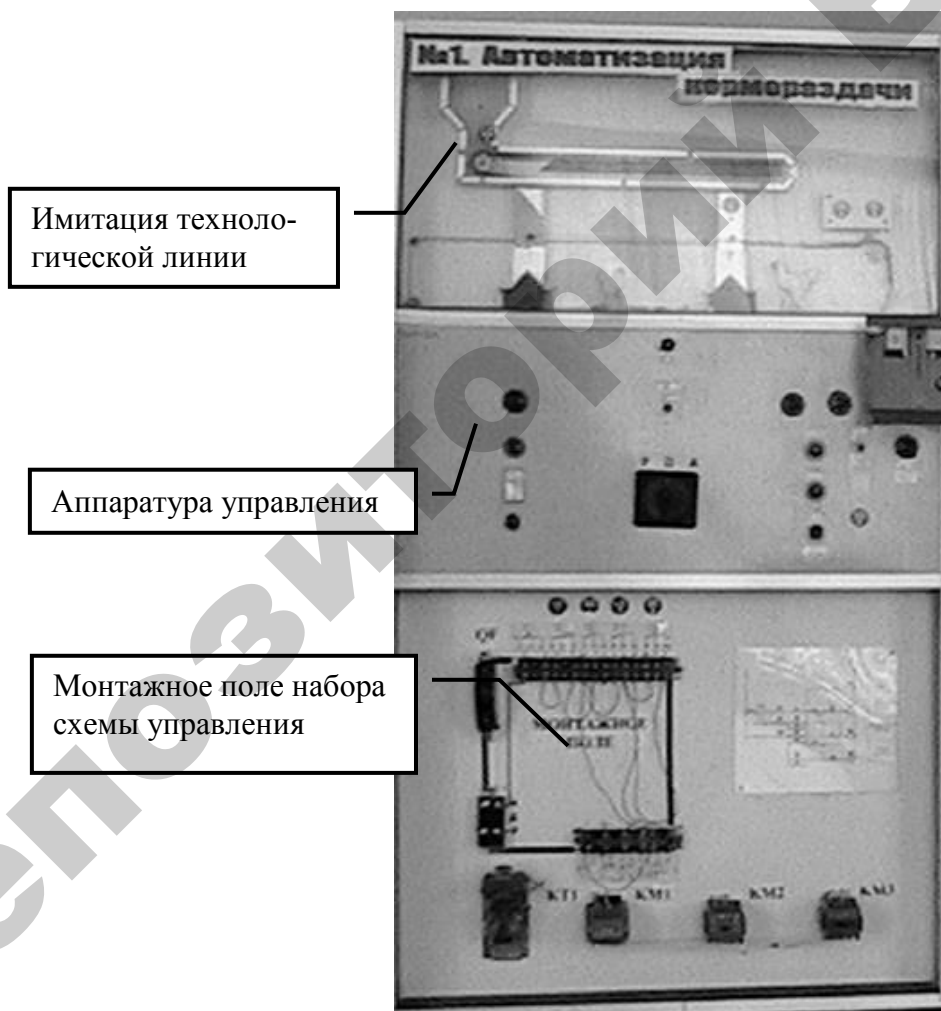 №1. Автоматизация
кормораздачи
Имитация техноло-
гической линии
Р О А
Аппаратура управления
QF
Монтажное поле набора
схемы управления
МОНТАЖНОЕ
ПОЛЕ
КТ1 КМ1 КМ2 КМ3
епозиторий Б